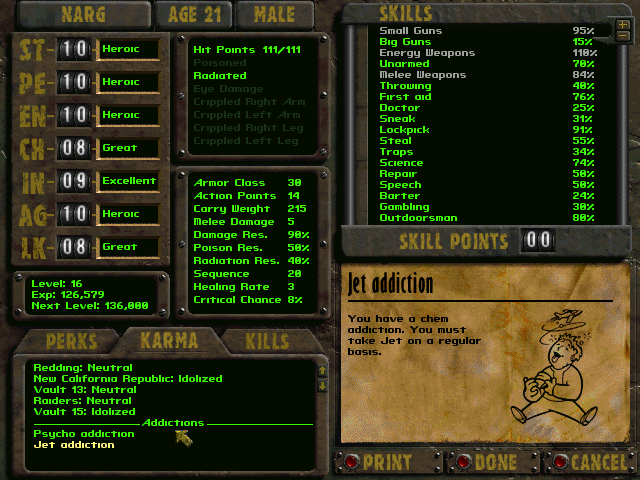 NARG
AGE 21
MALE
ST 10 Heroic
PE 10 Heroic
EN 10 Heroic
CH 08 Great
IN 09 Excellent
AG 10 Heroic
LK 08 Great
Hit Points 111/111
Poisoned
Radiated
Eye Damage
Crippled Right Arm
Crippled Left Arm
Crippled Right Leg
Crippled Left Leg
Armor Class 30
Action Points 14
Carry Weight 215
Melee Damage 5
Damage Res. 90%
Poison Res. 50%
Radiation Res. 40%
Sequence 20
Healing Rate 3
Critical Chance 8%
Level: 16
Exp: 126,579
Next Level: 136,000
PERKS
KARMA
KILLS
Redding: Neutral
New California Republic: Idolized
Vault 13: Neutral
Raiders: Neutral
Vault 15: Idolized
Addictions
Psycho addiction
Jet addiction
SKILLS
Small Guns 95%
Big Guns 15%
Energy Weapons 110%
Unarmed 70%
Melee Weapons 84%
Throwing 40%
First aid 76%
Doctor 25%
Sneak 31%
Lockpick 91%
Steal 55%
Traps 34%
Science 74%
Repair 50%
Speech 50%
Barter 24%
Gambling 30%
Outdoorsman 80%
SKILL POINTS 00
Jet addiction
You have a chem
addiction. You must
take Jet on a regular
basis.
PRINT
DONE
CANCEL